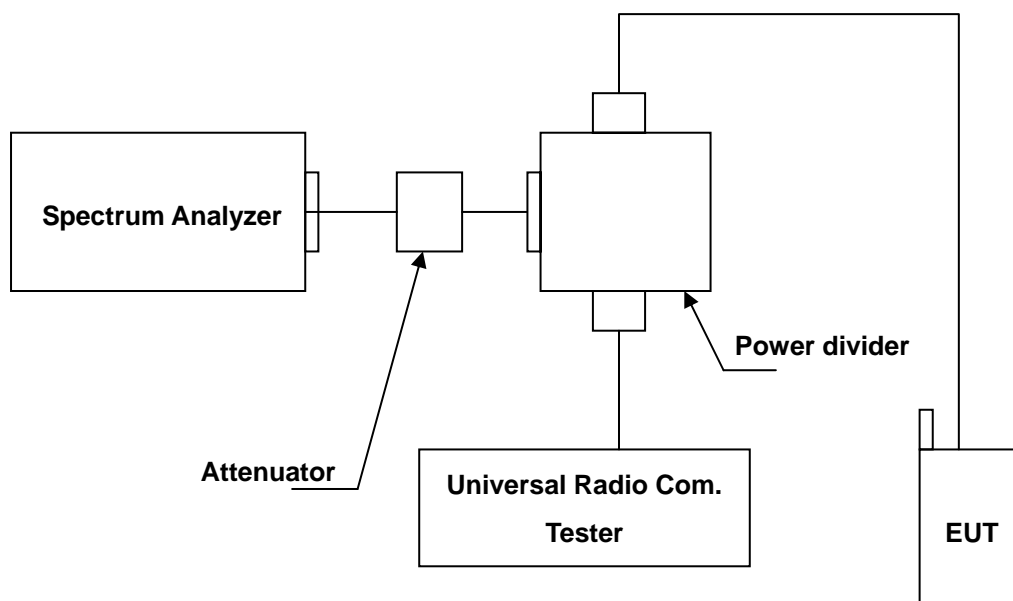 Spectrum Analyzer
Power divider
Attenuator
Universal Radio Com.
Tester
EUT